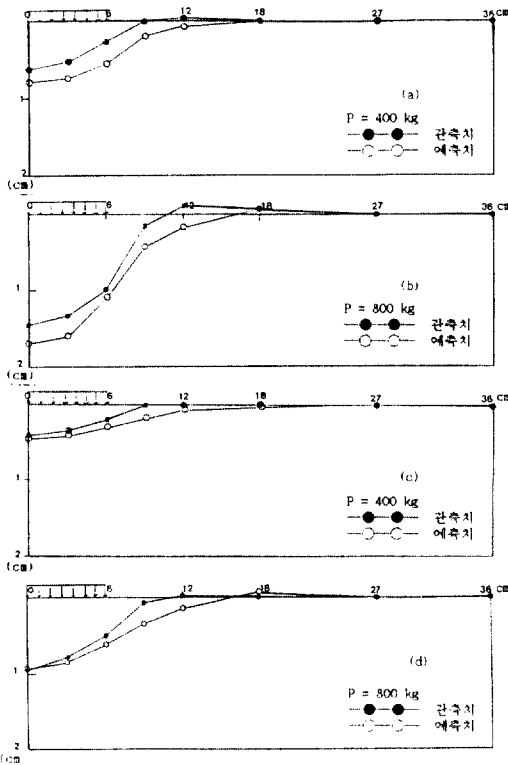 0 6 12 18 27 36 cm
(a)
P = 400 kg
관측치
1
예측치
2
(cm)
0 6 12 18 27 36 cm
(b)
1
P = 800 kg
관측치
예측치
2
(cm)
0 6 12 18 27 36 cm
(c)
1
P = 400 kg
관측치
예측치
2
(cm)
0 6 12 18 27 36 cm
(d)
1
P = 800 kg
관측치
예측치
2
(cm